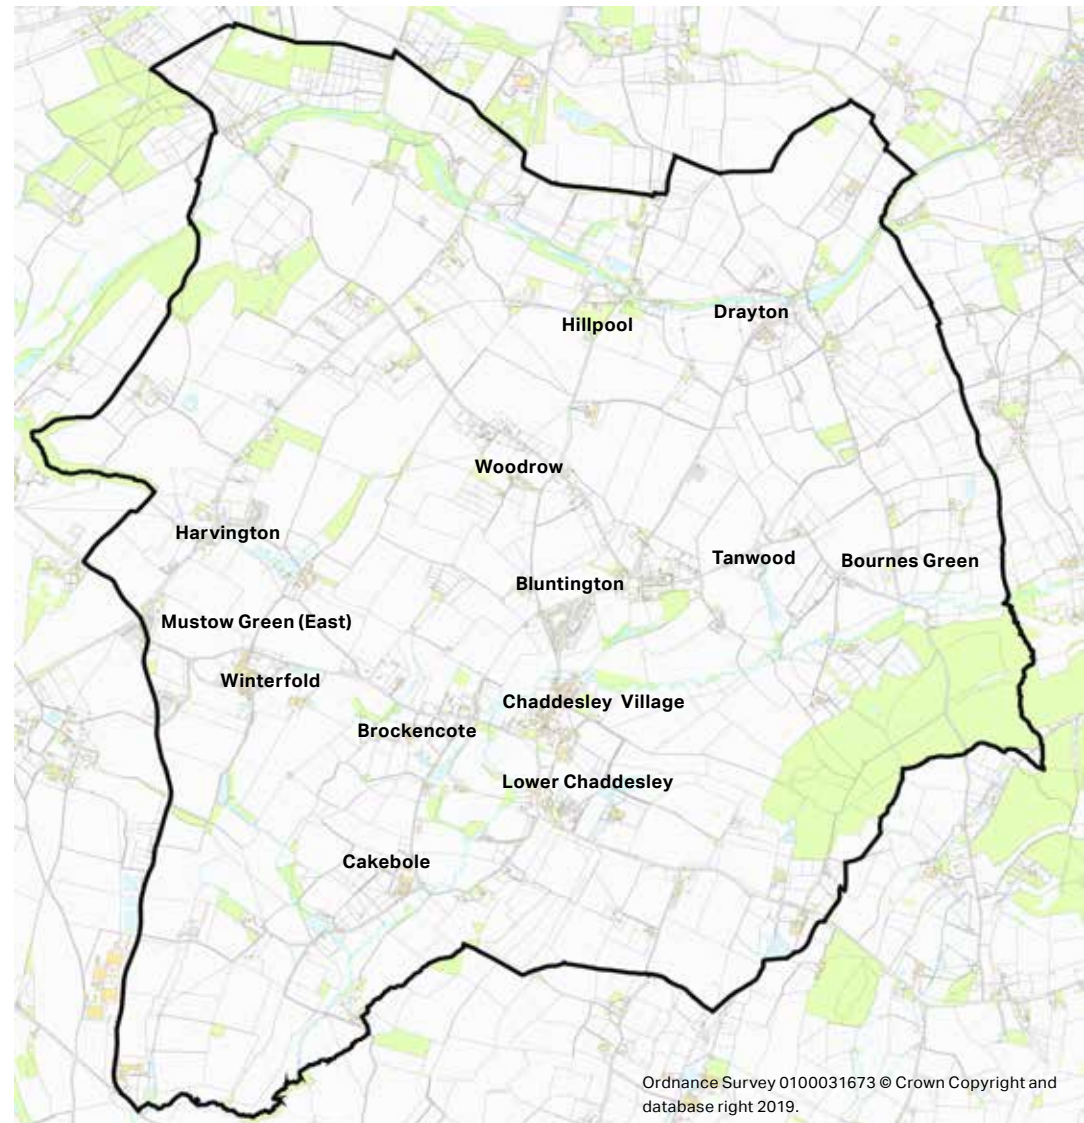 Drayton
Hillpool
Woodrow
Harvington
Tanwood
Bournes Green
Bluntington
Mustow Green (East)
Winterfold
Chaddesley Village
Brockencote
Lower Chaddesley
Cakebole
Ordnance Survey 0100031673 © Crown Copyright and
database right 2019.